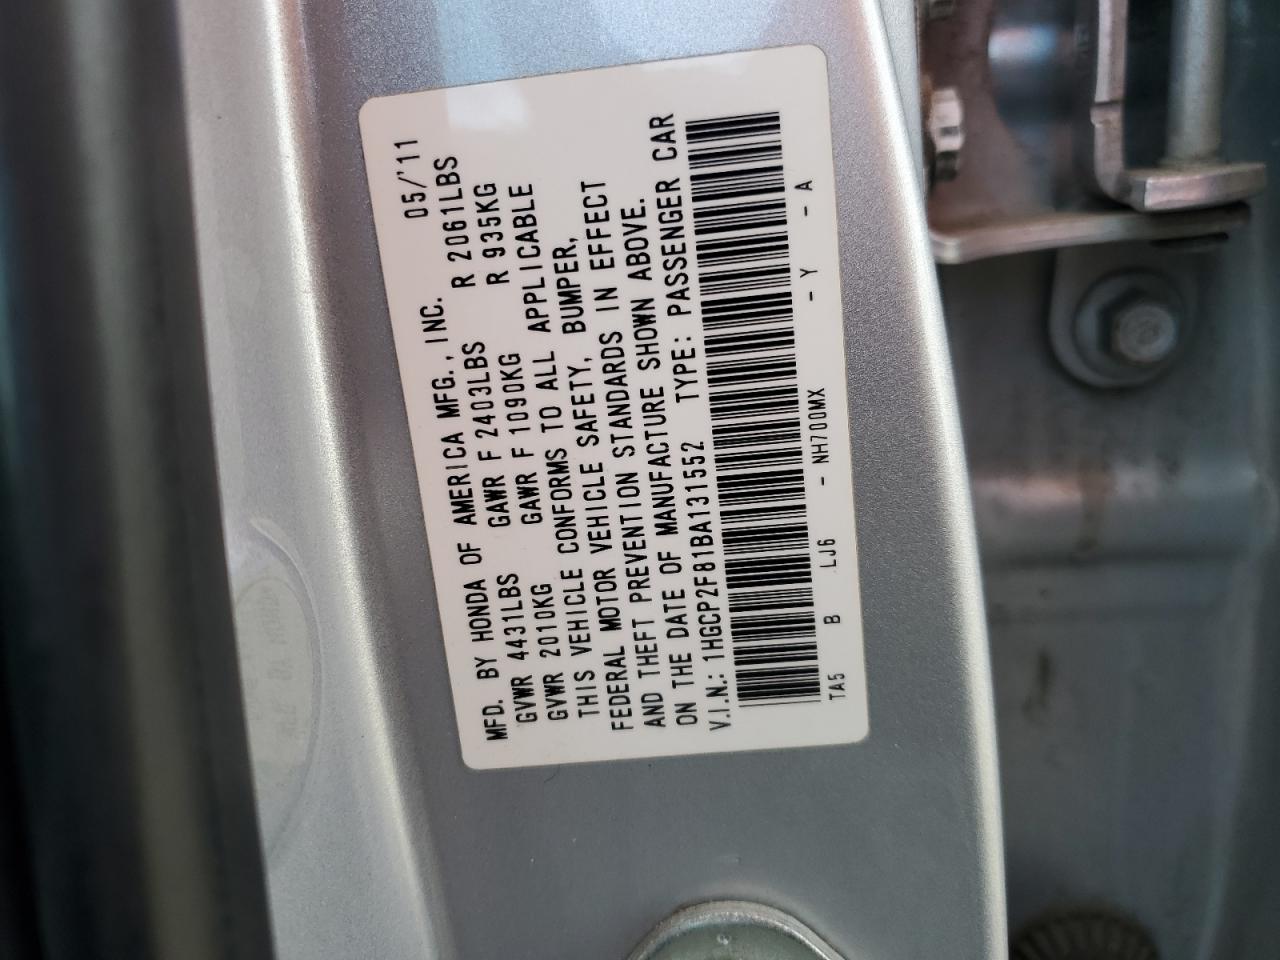 MFD. BY HONDA OF AMERICA MFG., INC. 05/'11
GVWR 4431LBS GAWR F 2403LBS R 2061LBS
GVWR 2010KG GAWR F 1090KG R 935KG
THIS VEHICLE CONFORMS TO ALL APPLICABLE
FEDERAL MOTOR VEHICLE SAFETY, BUMPER,
AND THEFT PREVENTION STANDARDS IN EFFECT
ON THE DATE OF MANUFACTURE SHOWN ABOVE.
V.I.N.: 1HGCP2F81BA131552 TYPE: PASSENGER CAR
TA5 B LJ6 - NH700MX - Y - A